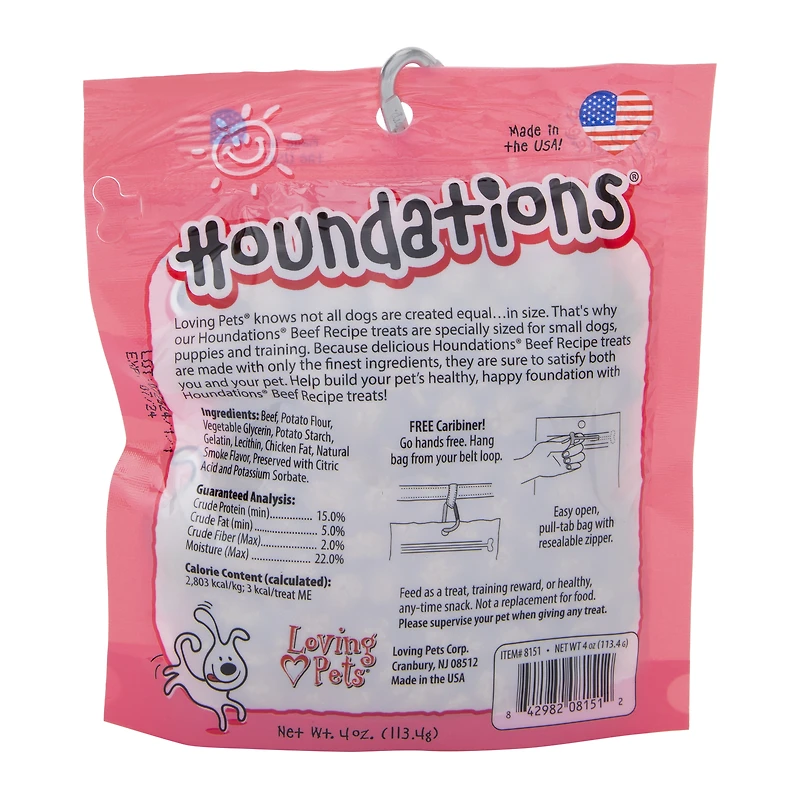 Made in
the USA!
Houndations®
Loving Pets® knows not all dogs are created equal...in size. That's why
our Houndations® Beef Recipe treats are specially sized for small dogs,
puppies and training. Because delicious Houndations® Beef Recipe treats
are made with only the finest ingredients, they are sure to satisfy both
you and your pet. Help build your pet's healthy, happy foundation with
Houndations® Beef Recipe treats!
LOT
EXP 07/24
Ingredients: Beef, Potato Flour,
Vegetable Glycerin, Potato Starch,
Gelatin, Lecithin, Chicken Fat, Natural
Smoke Flavor, Preserved with Citric
Acid and Potassium Sorbate.
Guaranteed Analysis:
Crude Protein (min)............... 15.0%
Crude Fat (min) .................... 5.0%
Crude Fiber (Max)................. 2.0%
Moisture (Max) .................... 22.0%
Calorie Content (calculated):
2,803 kcal/kg; 3 kcal/treat ME
FREE Caribiner!
Go hands free. Hang
bag from your belt loop.
Easy open,
pull-tab bag with
resealable zipper.
Feed as a treat, training reward, or healthy,
any-time snack. Not a replacement for food.
Please supervise your pet when giving any treat.
Loving
Pets®
Loving Pets Corp.
Cranbury, NJ 08512
Made in the USA
ITEM# 8151 • NET WT 4 oz (113.4 G)
8 42982 08151 2
Net Wt. 4 oz. (113.4g)